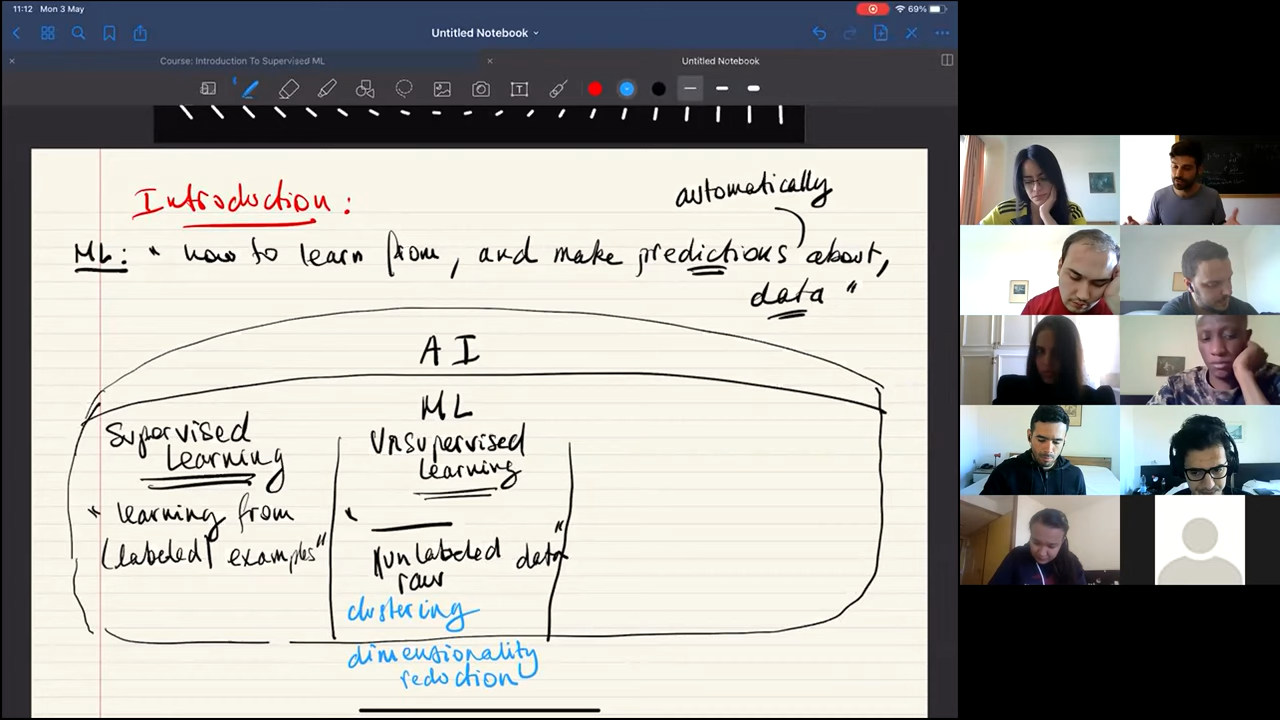 11:12 Mon 3 May
69%
Untitled Notebook
Course: Introduction To Supervised ML
Untitled Notebook
Introduction:
automatically
ML: " how to learn from, and make predictions about,
data "
AI
ML
Supervised
Learning
" learning from
(labeled) examples"
Unsupervised
learning
" ——
(unlabeled data"
raw
clustering
dimensionality
reduction